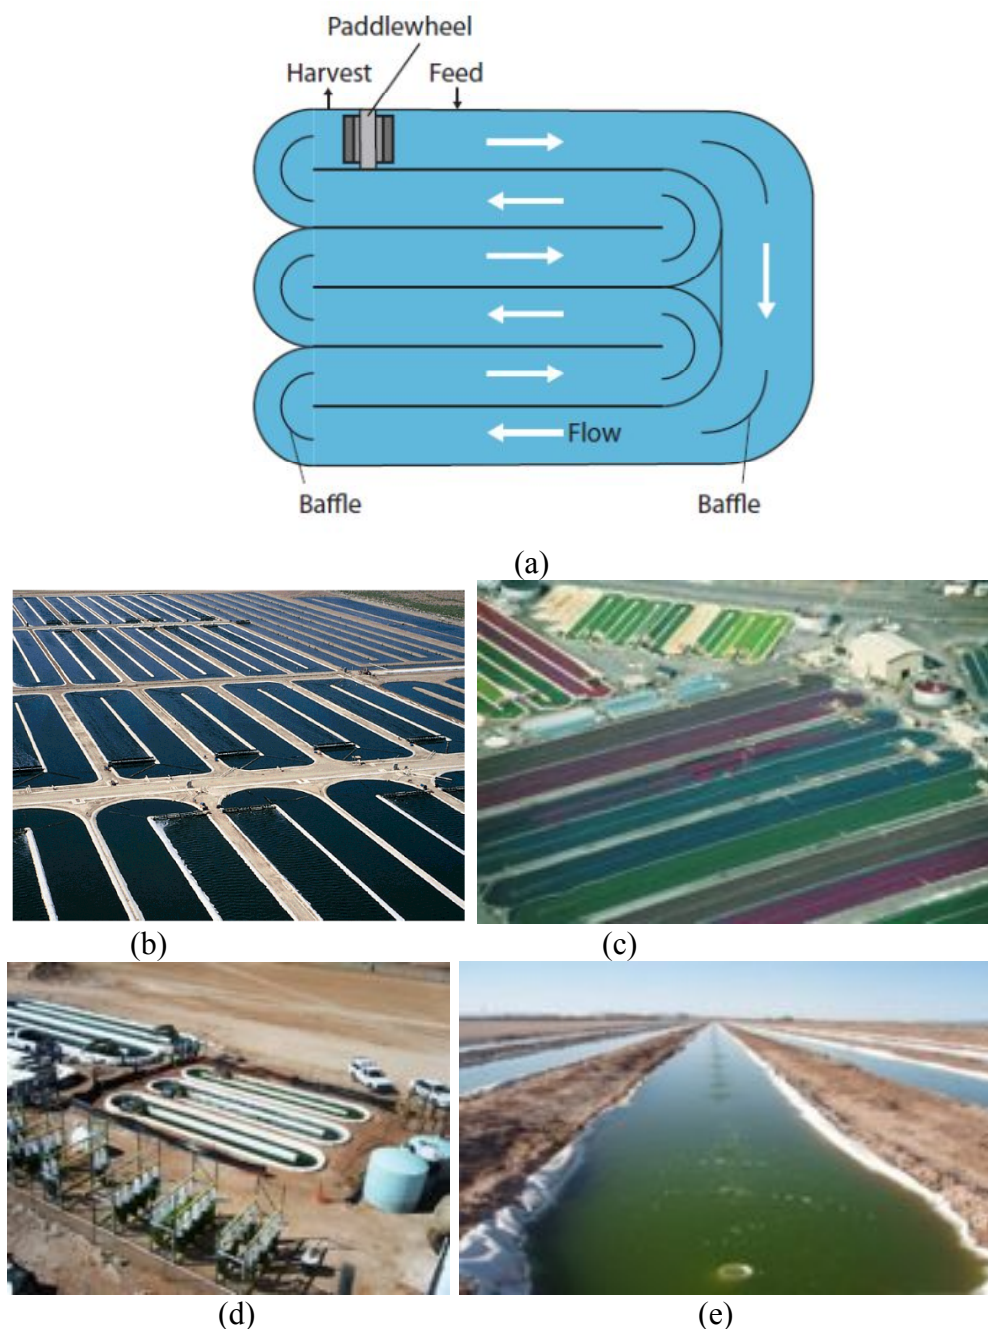 Paddlewheel
Harvest
Feed
Flow
Baffle
Baffle
(a)
(b)
(c)
(d)
(e)